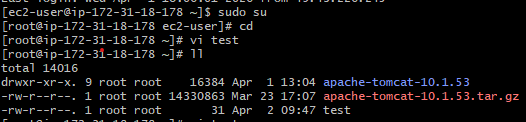 [ec2-user@ip-172-31-18-178 ~]$ sudo su
[root@ip-172-31-18-178 ec2-user]# cd
[root@ip-172-31-18-178 ~]# vi test
[root@ip-172-31-18-178 ~]# ll
total 14016
drwxr-xr-x. 9 root root 16384 Apr 1 13:04 apache-tomcat-10.1.53
-rw-r--r--. 1 root root 14330863 Mar 23 17:07 apache-tomcat-10.1.53.tar.gz
-rw-r--r--. 1 root root 31 Apr 2 09:47 test